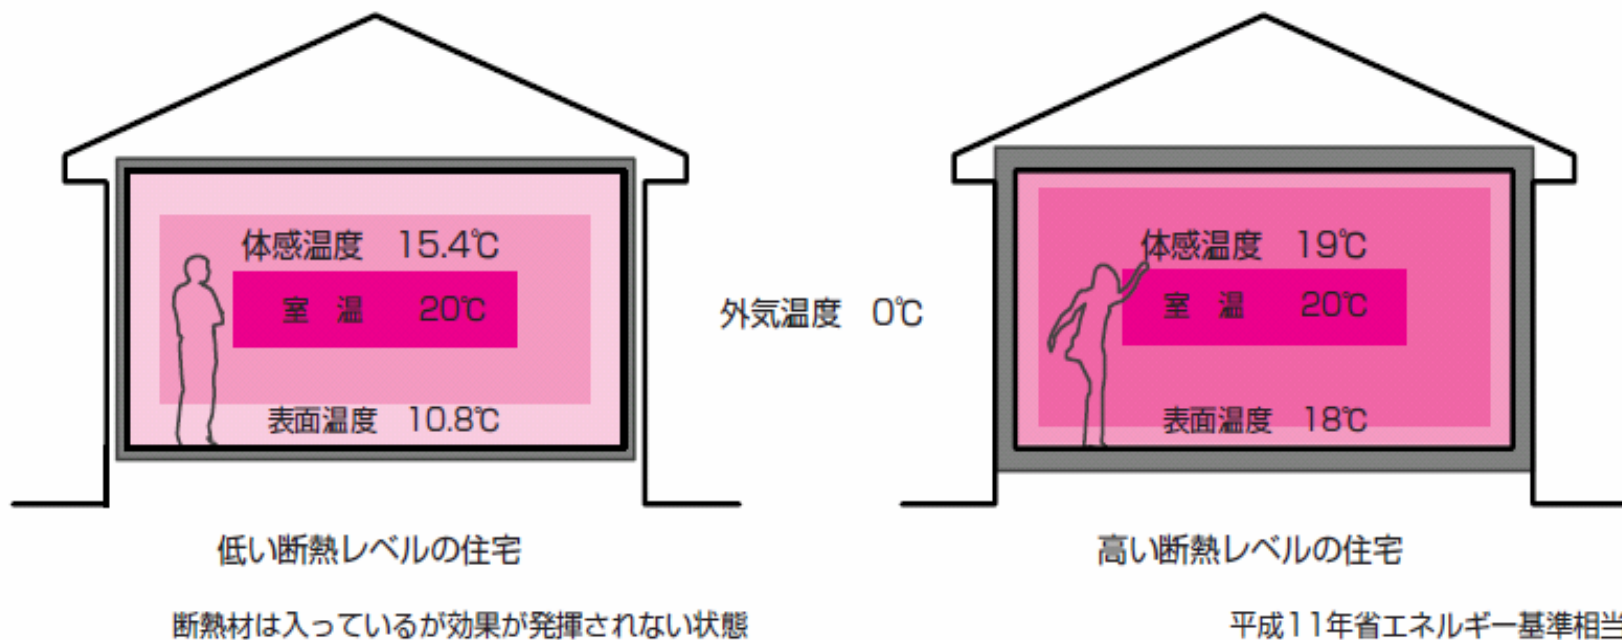 体感温度 15.4℃
室 温 20℃
表面温度 10.8℃
外気温度 0℃
体感温度 19℃
室 温 20℃
表面温度 18℃
低い断熱レベルの住宅
高い断熱レベルの住宅
断熱材は入っているが効果が発揮されない状態
平成11年省エネルギー基準相当